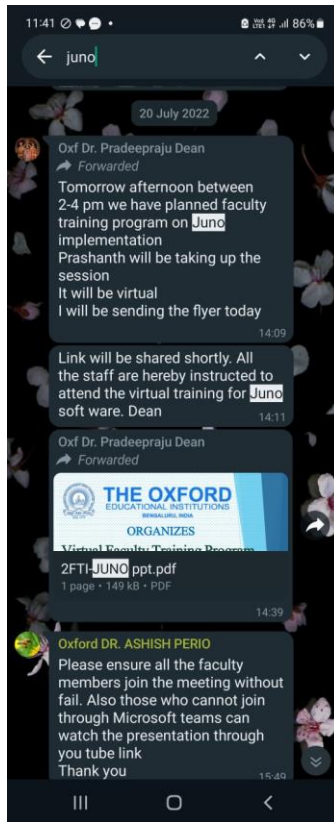 11:41
86%
juno
20 July 2022
Oxf Dr. Pradeepraju Dean
Forwarded
Tomorrow afternoon between
2-4 pm we have planned faculty
training program on Juno
implementation
Prashanth will be taking up the
session
It will be virtual
I will be sending the flyer today
14:09
Link will be shared shortly. All
the staff are hereby instructed to
attend the virtual training for Juno
soft ware. Dean
14:11
Oxf Dr. Pradeepraju Dean
Forwarded
THE OXFORD
EDUCATIONAL INSTITUTIONS
BENGALURU, INDIA
ORGANIZES
Virtual Faculty Training Program
2FTI-JUNO ppt.pdf
1 page • 149 kB • PDF
14:39
Oxford DR. ASHISH PERIO
Please ensure all the faculty
members join the meeting without
fail. Also those who cannot join
through Microsoft teams can
watch the presentation through
you tube link
Thank you
15:49